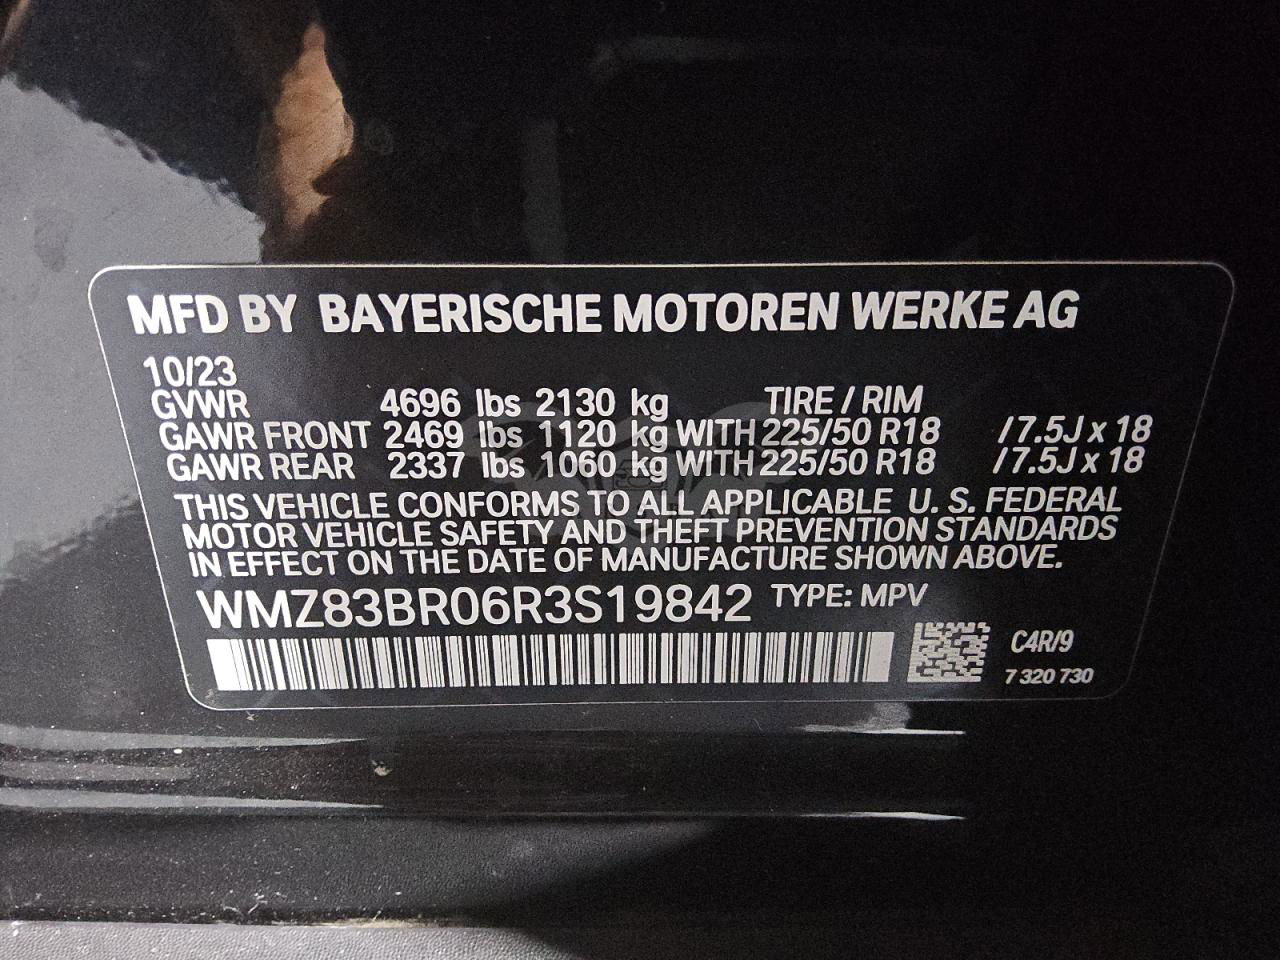 MFD BY BAYERISCHE MOTOREN WERKE AG
10/23
GVWR 4696 lbs 2130 kg TIRE / RIM
GAWR FRONT 2469 lbs 1120 kg WITH 225/50 R18 / 7.5J x 18
GAWR REAR 2337 lbs 1060 kg WITH 225/50 R18 / 7.5J x 18
THIS VEHICLE CONFORMS TO ALL APPLICABLE U. S. FEDERAL
MOTOR VEHICLE SAFETY AND THEFT PREVENTION STANDARDS
IN EFFECT ON THE DATE OF MANUFACTURE SHOWN ABOVE.
WMZ83BR06R3S19842 TYPE: MPV
C4R/9
7 320 730